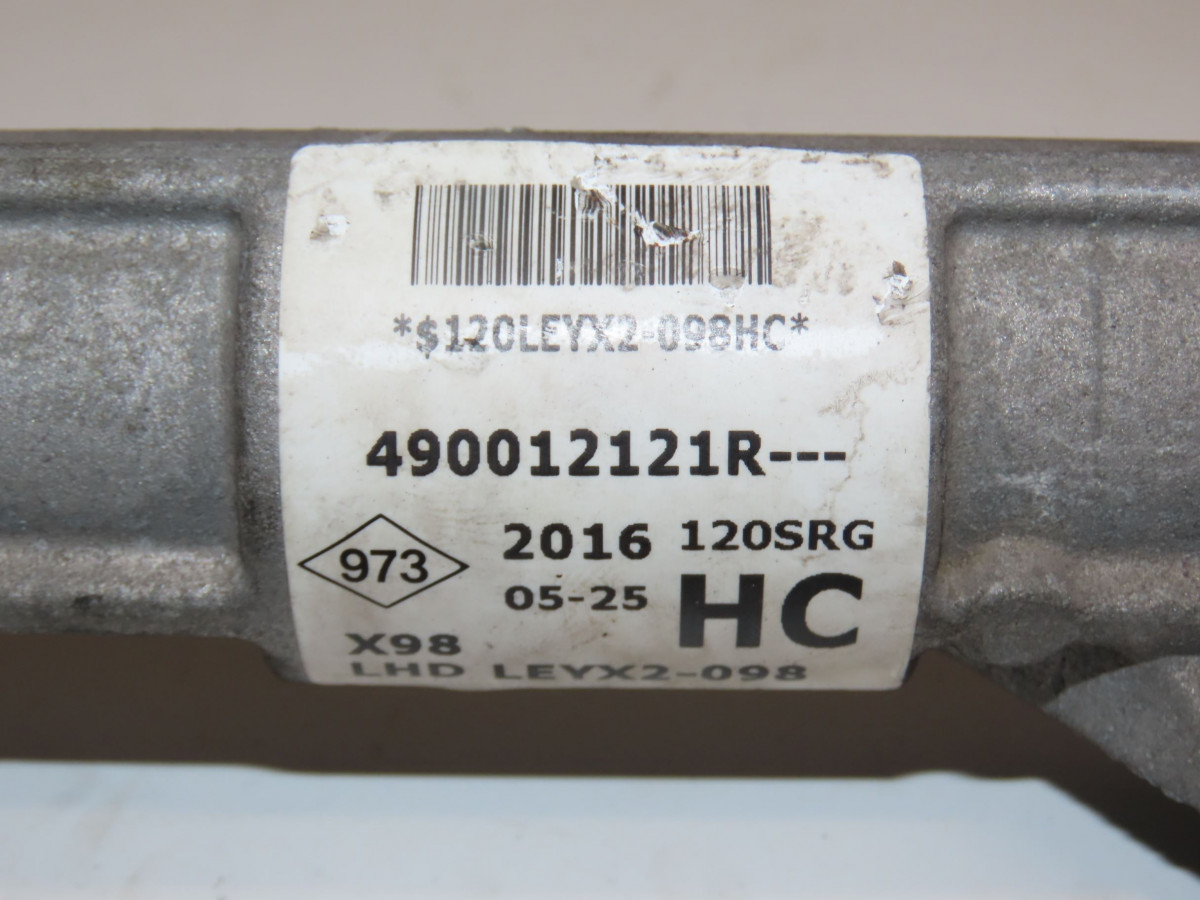 *$120LEYX2-098HC*
490012121R---
973 2016 120SRG
05-25 HC
X98
LHD LEYX2-098